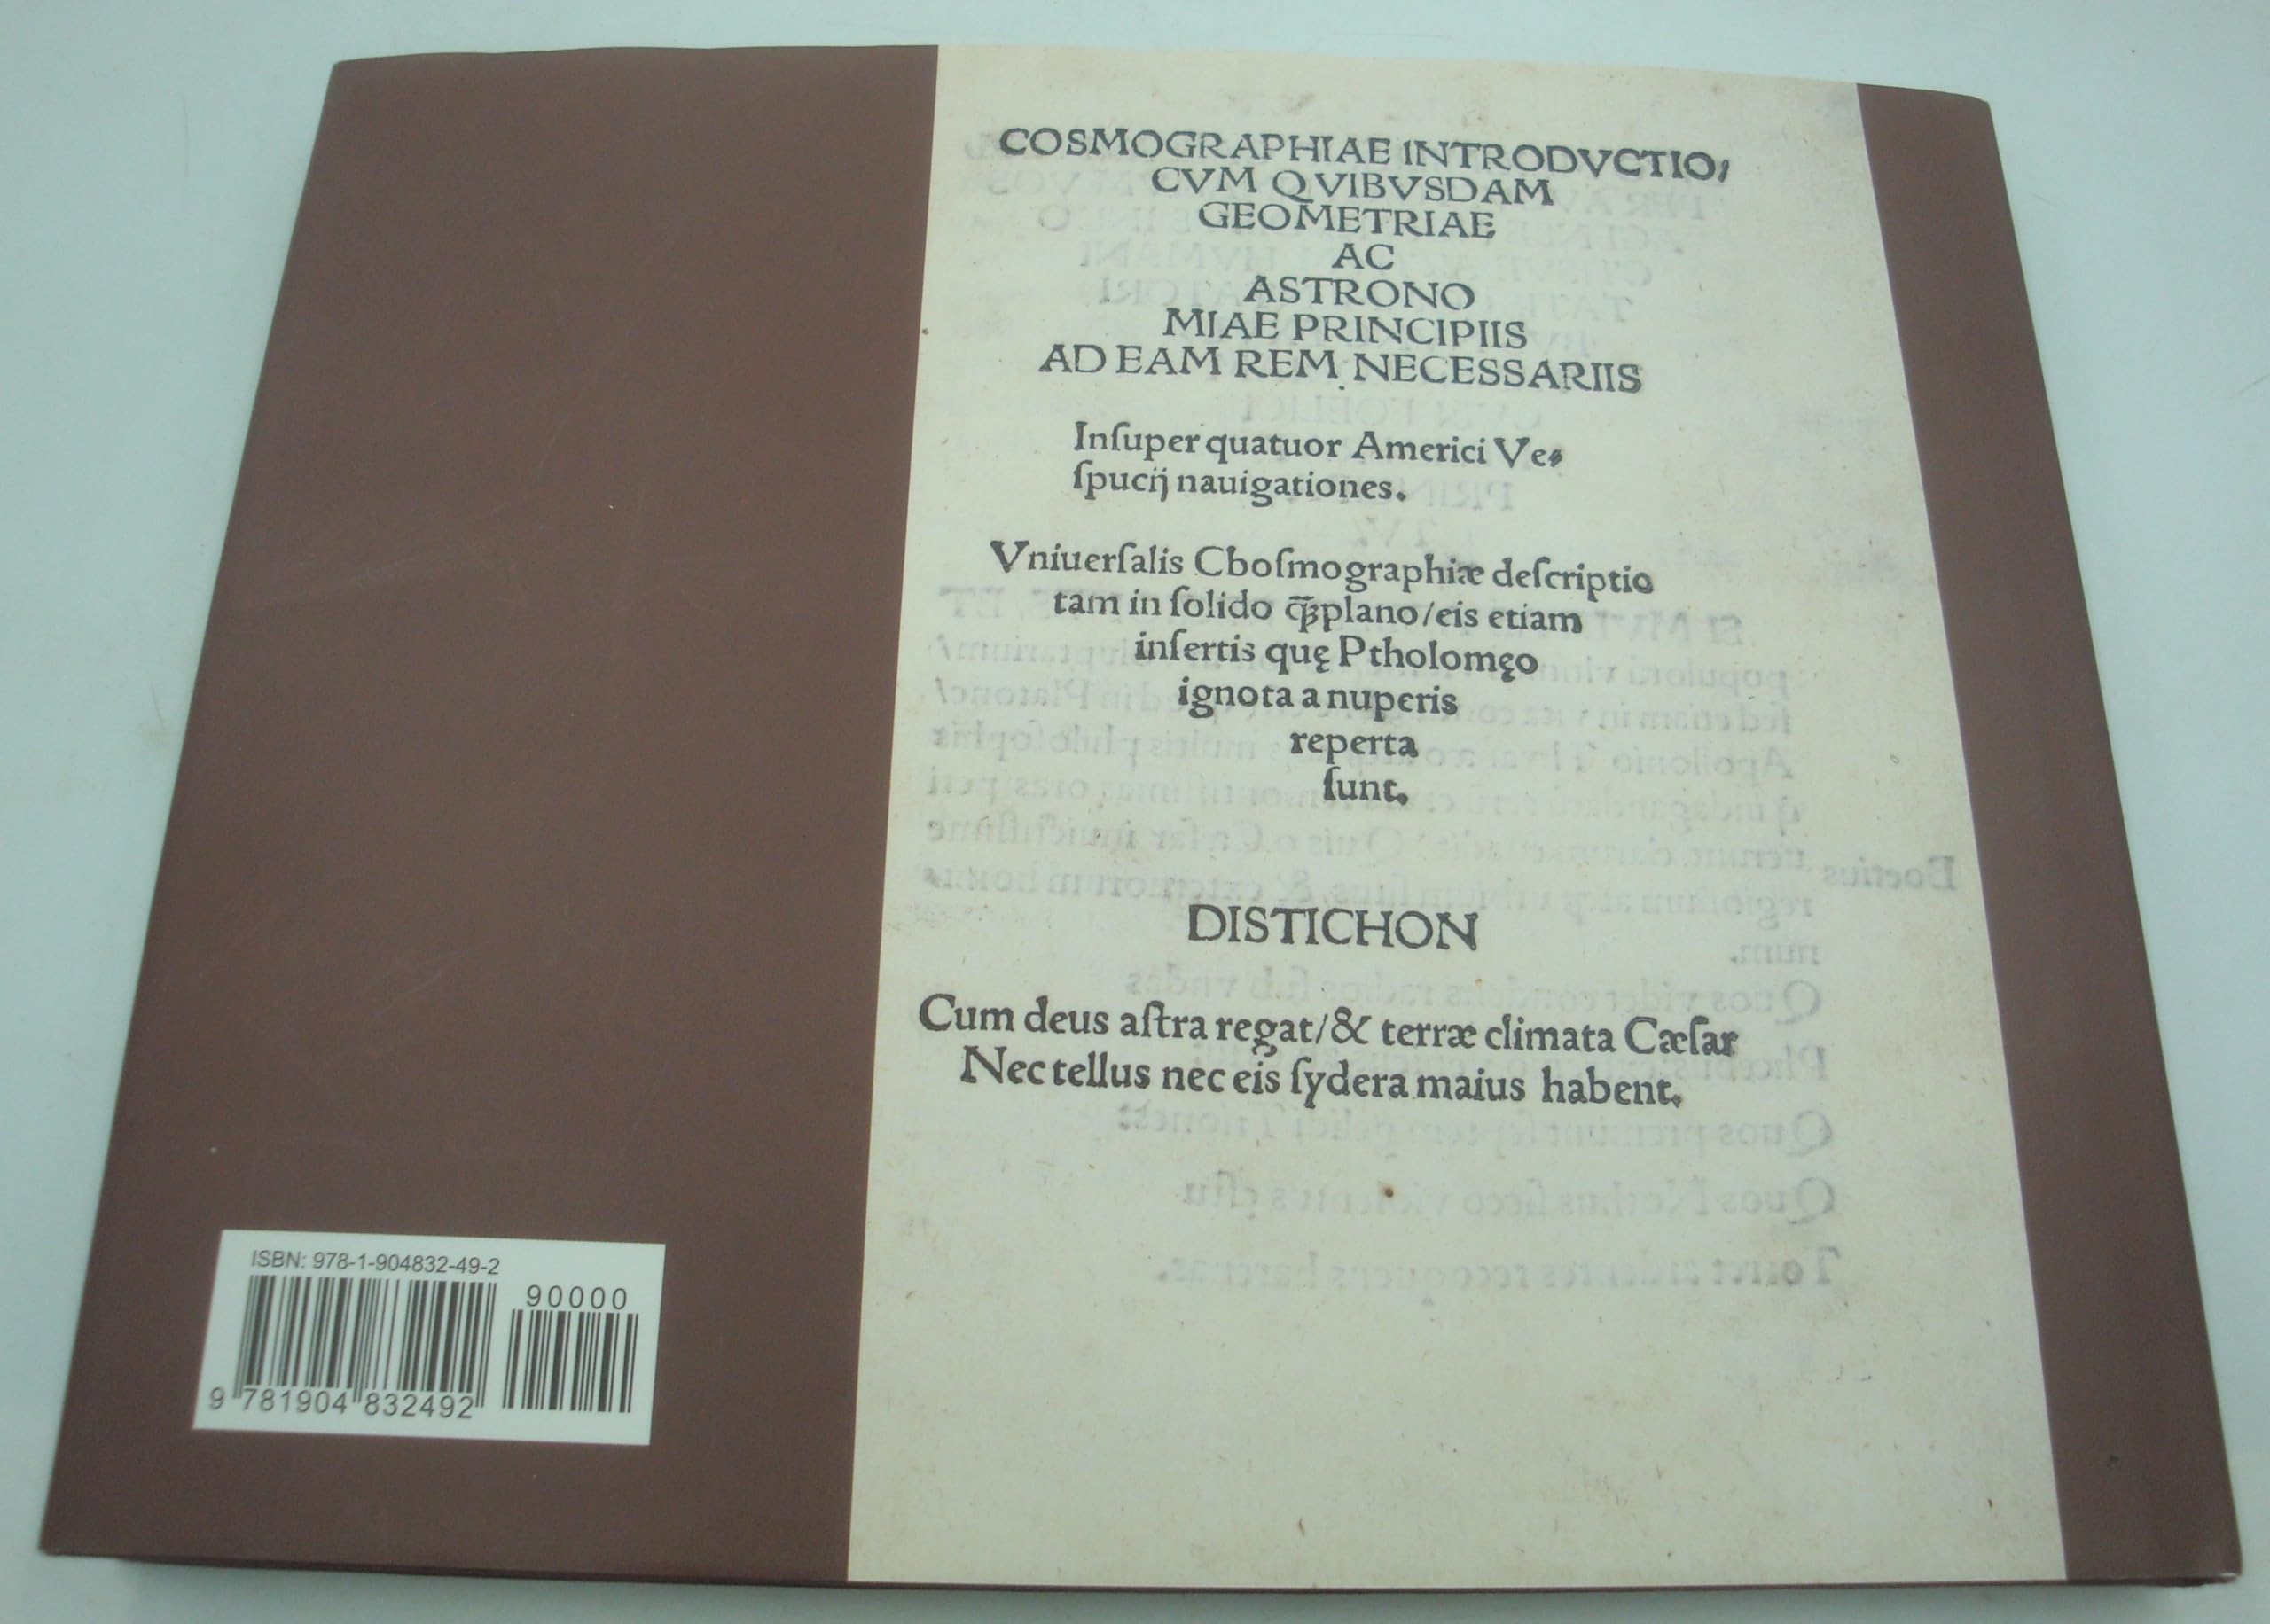 COSMOGRAPHIAE INTRODVCTIO/
CVM QVIBVSDAM
GEOMETRIAE
AC
ASTRONO
MIAE PRINCIPIIS
AD EAM REM NECESSARIIS
Inſuper quatuor Americi Ve⸗
ſpucij nauigationes.
Vniuerſalis Choſmographiæ deſcriptio
tam in ſolido ꝙ̃plano/eis etiam
inſertis quę Ptholomęo
ignota a nuperis
reperta
ſunt.
DISTICHON
Cum deus aſtra regat/& terræ climata Cæſar
Nec tellus nec eis ſydera maius habent.
ISBN: 978-1-904832-49-2
90000
9 781904 832492